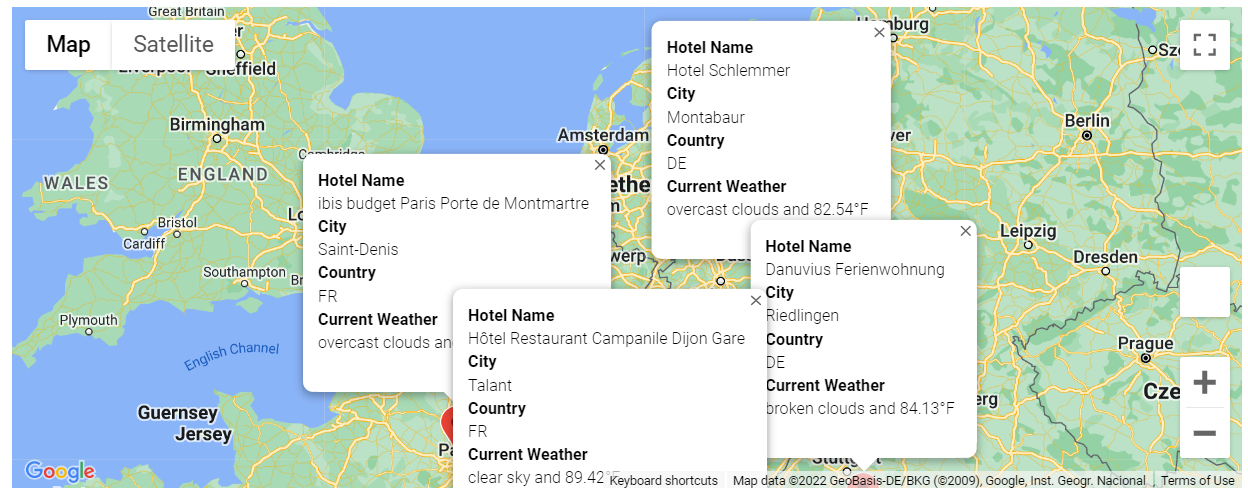 Great Britain
Map
Satellite
Sheffield
Birmingham
Cambridge
WALES
ENGLAND
Bristol
Cardiff
Southampton
Plymouth
English Channel
Guernsey
Jersey
Hamburg
Amsterdam
Berlin
Leipzig
Dresden
Prague
Hotel Name
ibis budget Paris Porte de Montmartre
City
Saint-Denis
Country
FR
Current Weather
overcast clouds an
Hotel Name
Hotel Schlemmer
City
Montabaur
Country
DE
Current Weather
overcast clouds and 82.54°F
Hotel Name
Danuvius Ferienwohnung
City
Riedlingen
Country
DE
Current Weather
broken clouds and 84.13°F
Hotel Name
Hôtel Restaurant Campanile Dijon Gare
City
Talant
Country
FR
Current Weather
clear sky and 89.42°F
Stuttgart
Google
Keyboard shortcuts
Map data ©2022 GeoBasis-DE/BKG (©2009), Google, Inst. Geogr. Nacional
Terms of Use